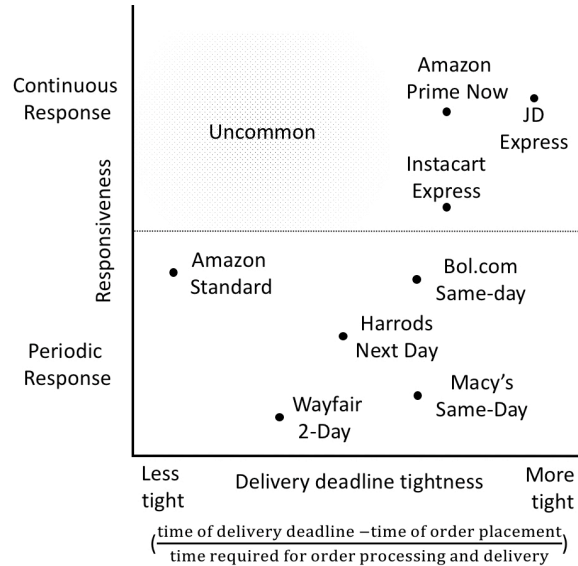 Continuous
Response
Responsiveness
Periodic
Response
Uncommon
Amazon
Prime Now
JD
Express
Instacart
Express
Amazon
Standard
Bol.com
Same-day
Harrods
Next Day
Macy’s
Same-Day
Wayfair
2-Day
Less
tight
Delivery deadline tightness
More
tight
(time of delivery deadline −time of order placement
time required for order processing and delivery)